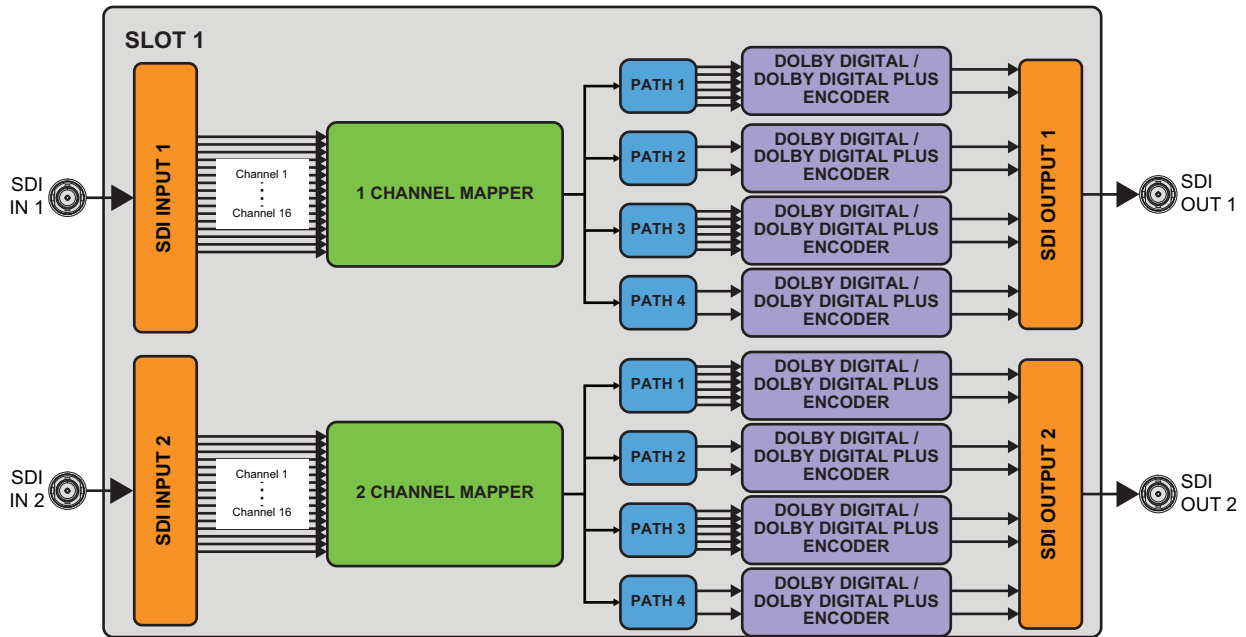 SLOT 1
SDI
IN 1
SDI INPUT 1
Channel 1
Channel 16
1 CHANNEL MAPPER
PATH 1
DOLBY DIGITAL /
DOLBY DIGITAL PLUS
ENCODER
PATH 2
DOLBY DIGITAL /
DOLBY DIGITAL PLUS
ENCODER
PATH 3
DOLBY DIGITAL /
DOLBY DIGITAL PLUS
ENCODER
PATH 4
DOLBY DIGITAL /
DOLBY DIGITAL PLUS
ENCODER
SDI OUTPUT 1
SDI
OUT 1
SDI
IN 2
SDI INPUT 2
Channel 1
Channel 16
2 CHANNEL MAPPER
PATH 1
DOLBY DIGITAL /
DOLBY DIGITAL PLUS
ENCODER
PATH 2
DOLBY DIGITAL /
DOLBY DIGITAL PLUS
ENCODER
PATH 3
DOLBY DIGITAL /
DOLBY DIGITAL PLUS
ENCODER
PATH 4
DOLBY DIGITAL /
DOLBY DIGITAL PLUS
ENCODER
SDI OUTPUT 2
SDI
OUT 2